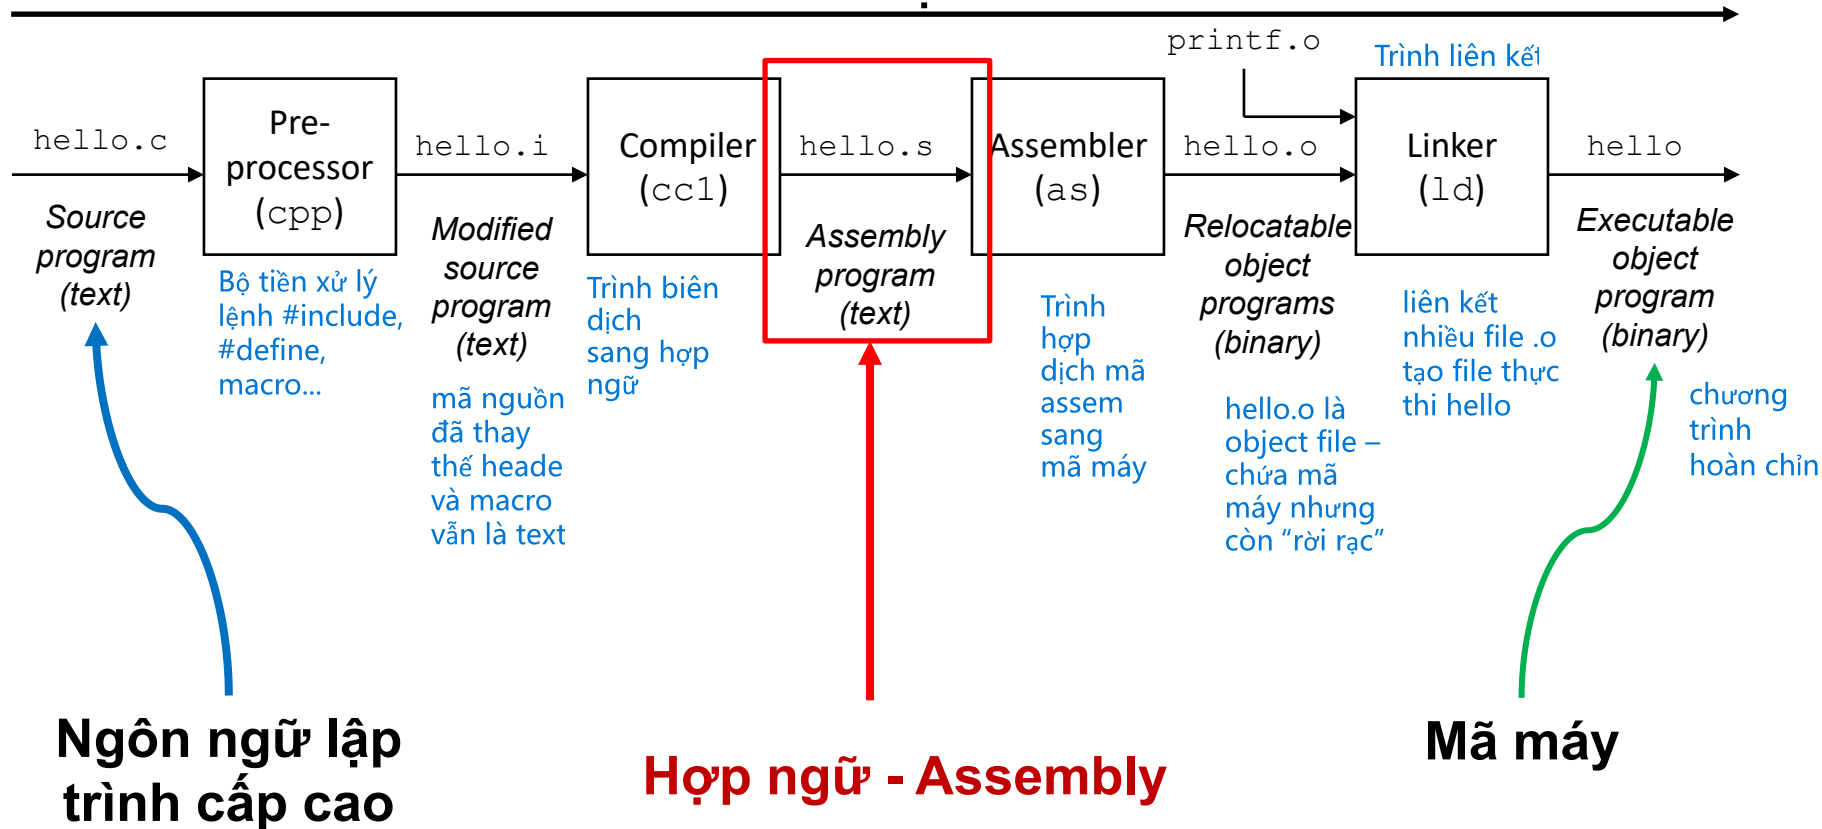 printf.o
Trình liên kết
hello.c
Pre-
processor
(cpp)
hello.i
Compiler
(cc1)
hello.s
Assembler
(as)
hello.o
Linker
(ld)
hello
Source
program
(text)
Bộ tiền xử lý
lệnh #include,
#define,
macro...
Modified
source
program
(text)
mã nguồn
đã thay
thế heade
và macro
vẫn là text
Trình biên
dịch
sang hợp
ngữ
Assembly
program
(text)
Trình
hợp
dịch mã
assem
sang
mã máy
Relocatable
object
programs
(binary)
hello.o là
object file –
chứa mã
máy nhưng
còn “rời rạc”
liên kết
nhiều file .o
tạo file thực
thi hello
Executable
object
program
(binary)
chương
trình
hoàn chỉn
Ngôn ngữ lập
trình cấp cao
Hợp ngữ - Assembly
Mã máy